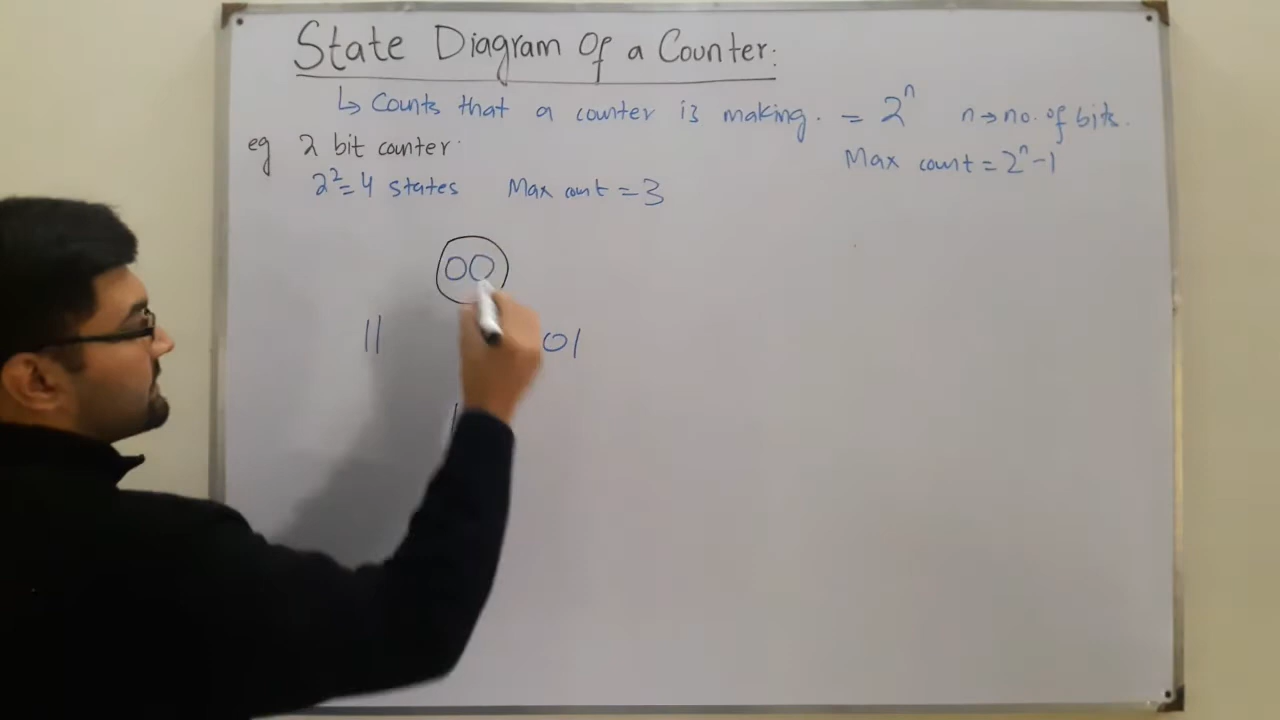 State Diagram Of a Counter:
↳ Counts that a counter is making. = 2ⁿ n→no. of bits.
eg 2 bit counter
Max count = 2ⁿ-1
2²=4 states Max count = 3
00
11 01